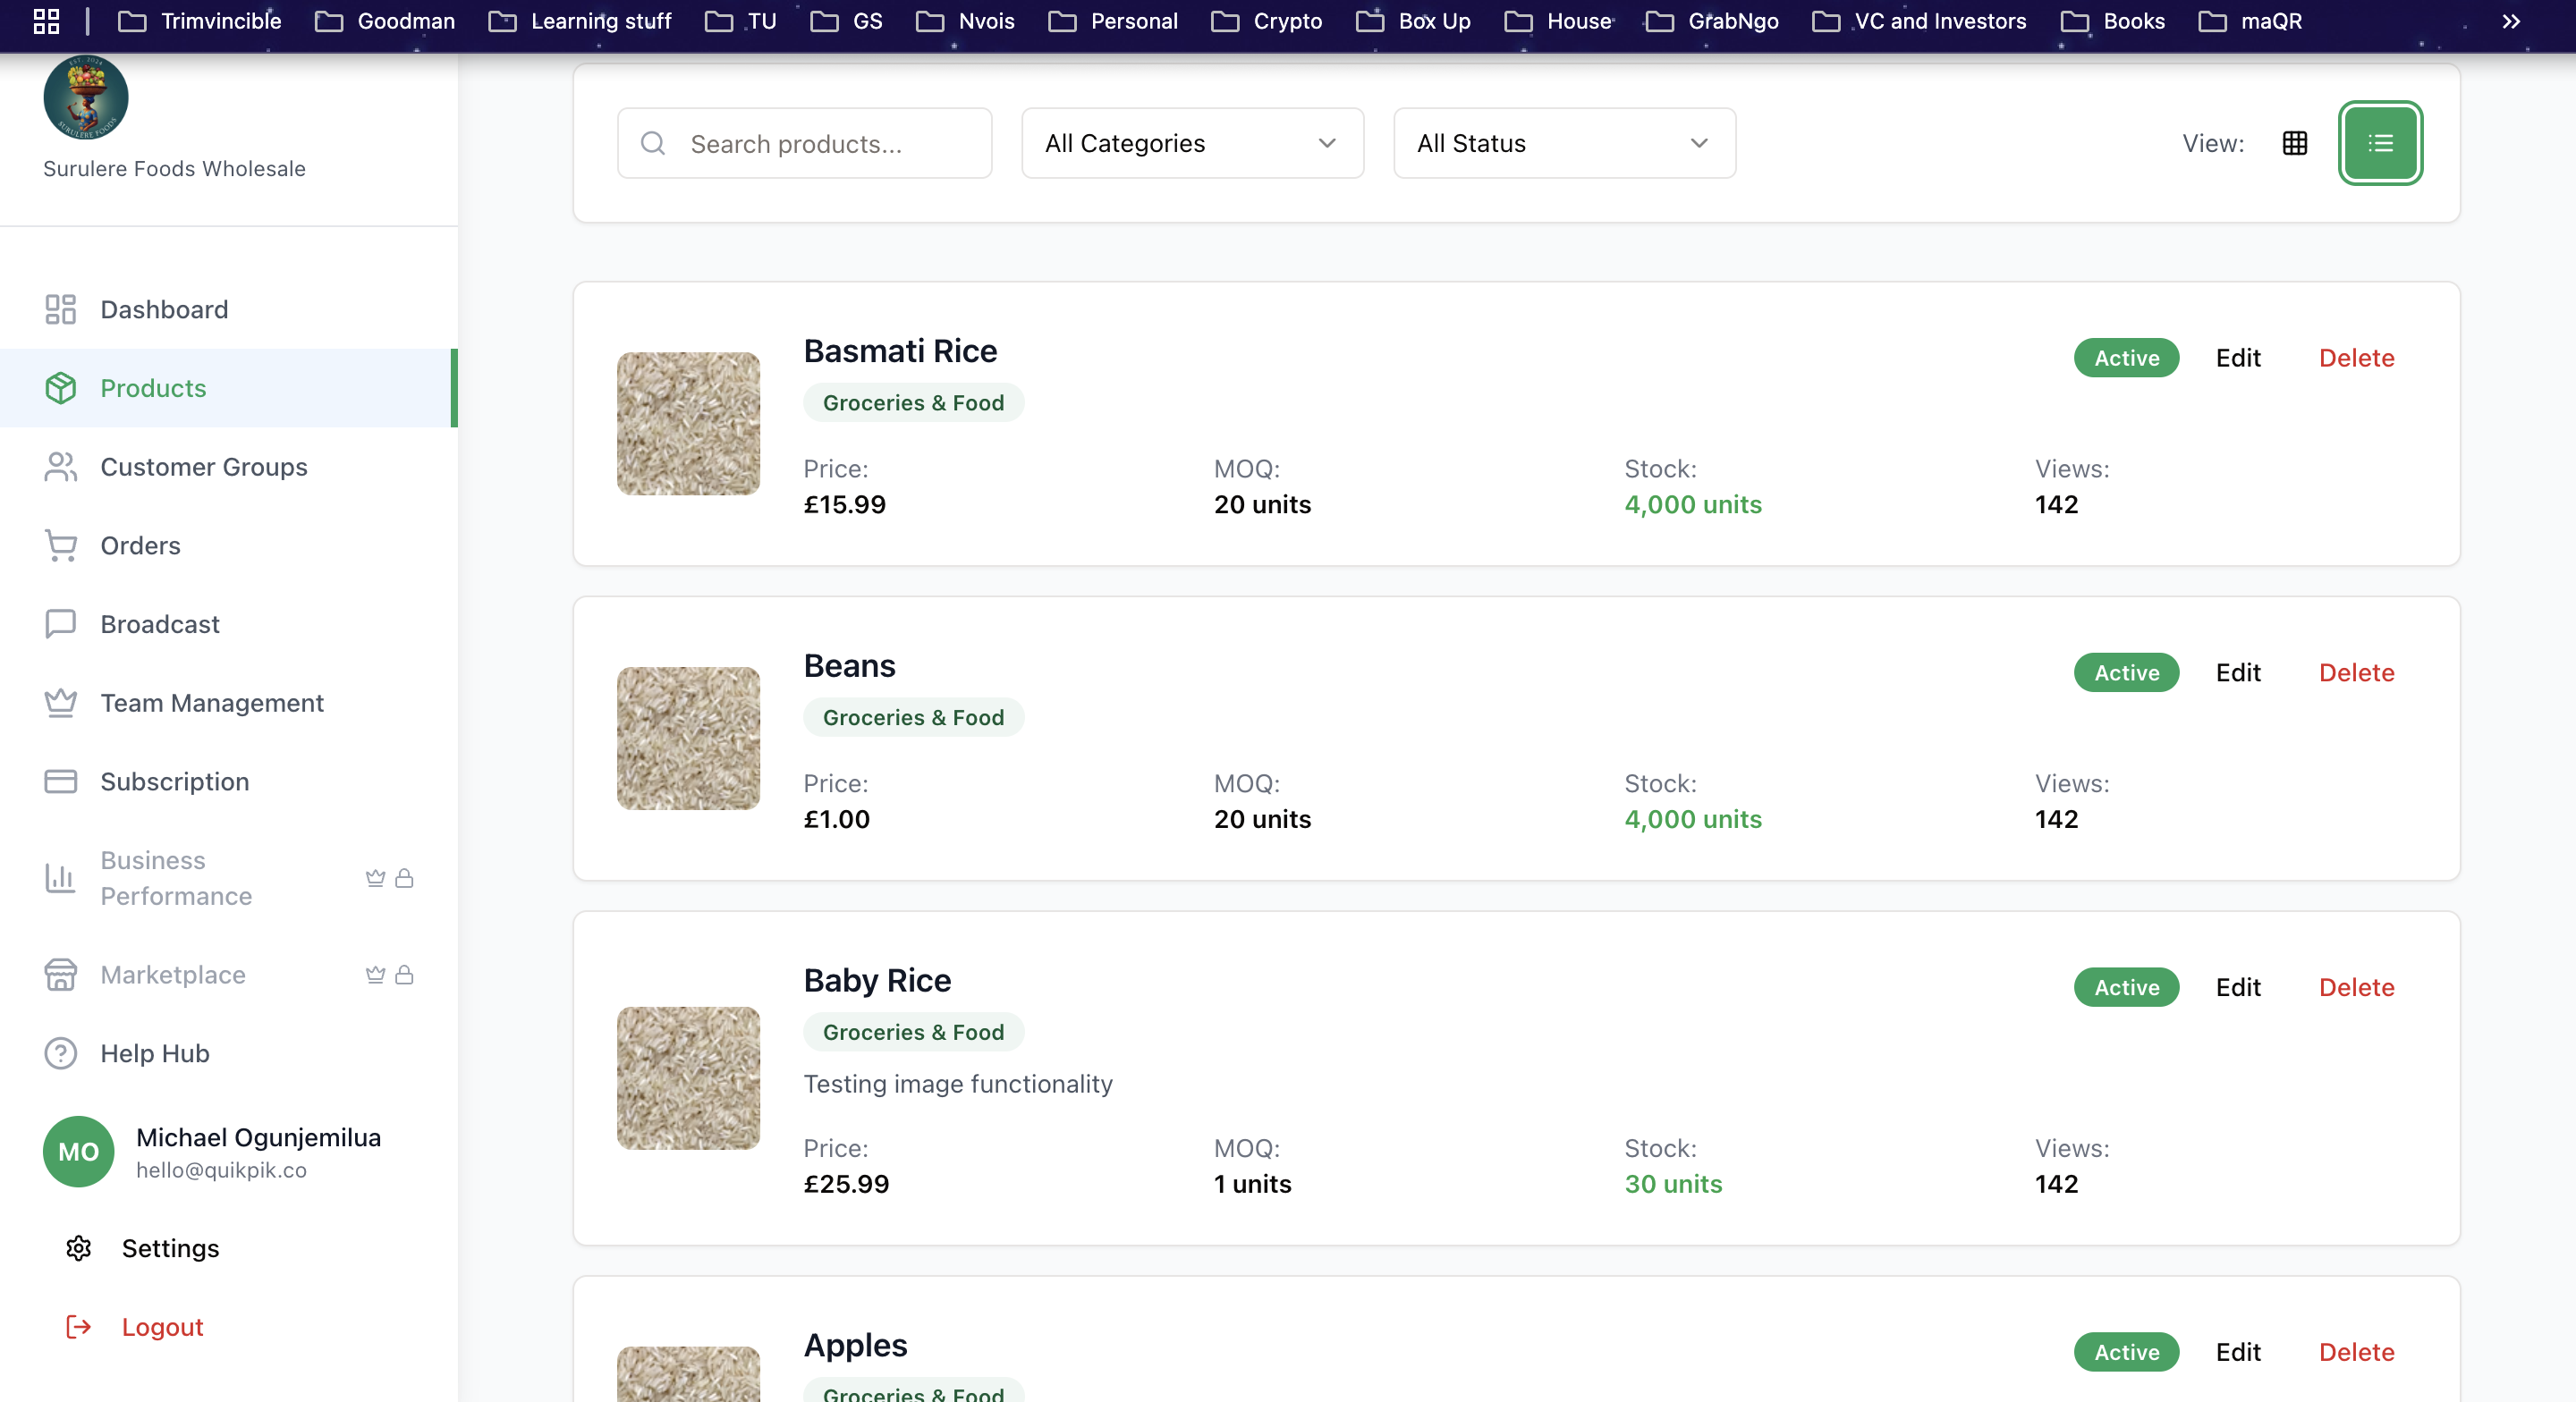 Trimvincible Goodman Learning stuff TU GS Nvois Personal Crypto Box Up House GrabNgo VC and Investors Books maQR
EST. 2024
SURULERE FOODS
Surulere Foods Wholesale
Dashboard
Products
Customer Groups
Orders
Broadcast
Team Management
Subscription
Business
Performance
Marketplace
Help Hub
MO
Michael Ogunjemilua
hello@quikpik.co
Settings
Logout
Search products...
All Categories
All Status
View:
Basmati Rice
Active Edit Delete
Groceries & Food
Price: MOQ: Stock: Views:
£15.99 20 units 4,000 units 142
Beans
Active Edit Delete
Groceries & Food
Price: MOQ: Stock: Views:
£1.00 20 units 4,000 units 142
Baby Rice
Active Edit Delete
Groceries & Food
Testing image functionality
Price: MOQ: Stock: Views:
£25.99 1 units 30 units 142
Apples
Active Edit Delete
Groceries & Food